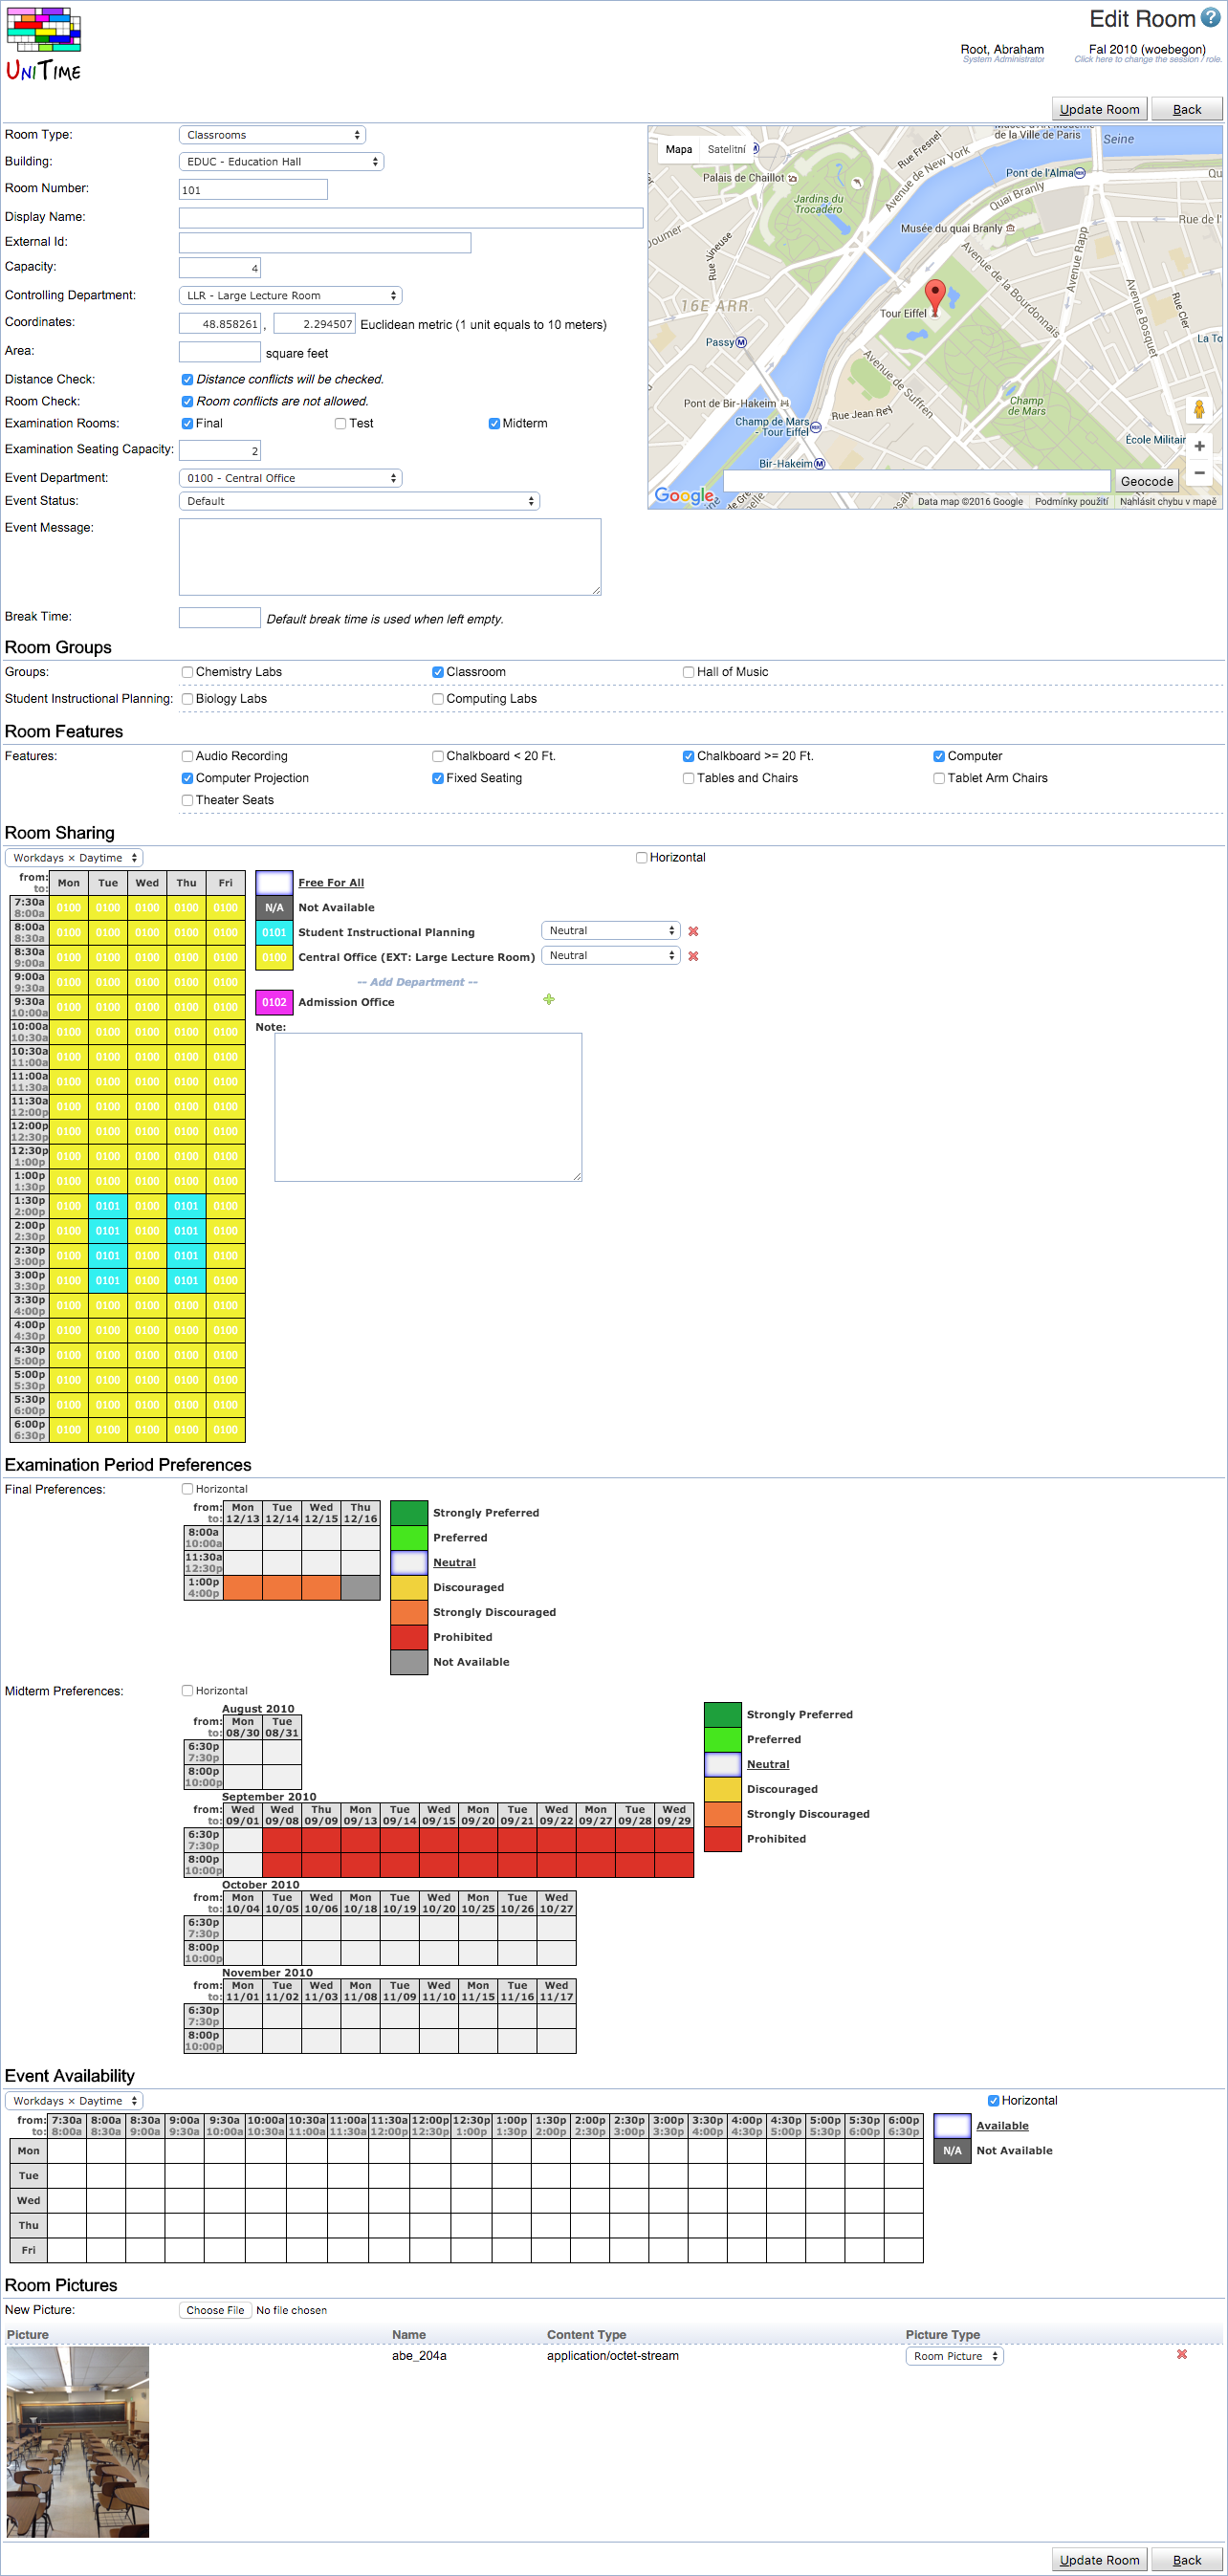 UniTime
Edit Room ?
Root, Abraham
System Administrator
Fal 2010 (woebegon)
Click here to change the session / role.
Update Room Back
Room Type: Classrooms
Building: EDUC - Education Hall
Room Number: 101
Display Name:
External Id:
Capacity: 4
Controlling Department: LLR - Large Lecture Room
Coordinates: 48.858261 , 2.294507 Euclidean metric (1 unit equals to 10 meters)
Area: square feet
Distance Check: Distance conflicts will be checked.
Room Check: Room conflicts are not allowed.
Examination Rooms: Final Test Midterm
Examination Seating Capacity: 2
Event Department: 0100 - Central Office
Event Status: Default
Event Message:
Break Time: Default break time is used when left empty.
Mapa Satelitní
de la Ville de Paris
Seine
Rue Fresnel
Avenue de New York
Pont de l'Alma
Palais de Chaillot
Jardins du Trocadéro
Quai Branly
Musée du quai Branly
Rue de l'
Rue Vineuse
16E ARR.
Avenue de la Bourdonnais
Avenue Rapp
Avenue Bosquet
Rue Cler
Tour Eiffel
Passy
Avenue de Suffren
Champ de Mars
Pont de Bir-Hakeim
Rue Jean Rey
Champ de Mars - Tour Eiffel
École Militair
Bir-Hakeim
Geocode
Google
Data map ©2016 Google Podmínky použití Nahlásit chybu v mapě
Room Groups
Groups: Chemistry Labs Classroom Hall of Music
Student Instructional Planning: Biology Labs Computing Labs
Room Features
Features: Audio Recording Chalkboard < 20 Ft. Chalkboard >= 20 Ft. Computer
Computer Projection Fixed Seating Tables and Chairs Tablet Arm Chairs
Theater Seats
Room Sharing
Workdays × Daytime Horizontal
from: to: Mon Tue Wed Thu Fri
7:30a 8:00a 0100 0100 0100 0100 0100
8:00a 8:30a 0100 0100 0100 0100 0100
8:30a 9:00a 0100 0100 0100 0100 0100
9:00a 9:30a 0100 0100 0100 0100 0100
9:30a 10:00a 0100 0100 0100 0100 0100
10:00a 10:30a 0100 0100 0100 0100 0100
10:30a 11:00a 0100 0100 0100 0100 0100
11:00a 11:30a 0100 0100 0100 0100 0100
11:30a 12:00p 0100 0100 0100 0100 0100
12:00p 12:30p 0100 0100 0100 0100 0100
12:30p 1:00p 0100 0100 0100 0100 0100
1:00p 1:30p 0100 0100 0100 0100 0100
1:30p 2:00p 0100 0101 0100 0101 0100
2:00p 2:30p 0100 0101 0100 0101 0100
2:30p 3:00p 0100 0101 0100 0101 0100
3:00p 3:30p 0100 0101 0100 0101 0100
3:30p 4:00p 0100 0100 0100 0100 0100
4:00p 4:30p 0100 0100 0100 0100 0100
4:30p 5:00p 0100 0100 0100 0100 0100
5:00p 5:30p 0100 0100 0100 0100 0100
5:30p 6:00p 0100 0100 0100 0100 0100
6:00p 6:30p 0100 0100 0100 0100 0100
Free For All
N/A Not Available
0101 Student Instructional Planning Neutral
0100 Central Office (EXT: Large Lecture Room) Neutral
-- Add Department --
0102 Admission Office
Note:
Examination Period Preferences
Final Preferences: Horizontal
from: Mon Tue Wed Thu
to: 12/13 12/14 12/15 12/16
8:00a 10:00a
11:30a 12:30p
1:00p 4:00p
Strongly Preferred
Preferred
Neutral
Discouraged
Strongly Discouraged
Prohibited
Not Available
Midterm Preferences: Horizontal
August 2010
from: Mon Tue
to: 08/30 08/31
6:30p 7:30p
8:00p 10:00p
September 2010
from: Wed Wed Thu Mon Tue Wed Mon Tue Wed Mon Tue Wed
to: 09/01 09/08 09/09 09/13 09/14 09/15 09/20 09/21 09/22 09/27 09/28 09/29
6:30p 7:30p
8:00p 10:00p
October 2010
from: Mon Tue Wed Mon Tue Wed Mon Tue Wed
to: 10/04 10/05 10/06 10/18 10/19 10/20 10/25 10/26 10/27
6:30p 7:30p
8:00p 10:00p
November 2010
from: Mon Tue Wed Mon Tue Wed Mon Tue Wed
to: 11/01 11/02 11/03 11/08 11/09 11/10 11/15 11/16 11/17
6:30p 7:30p
8:00p 10:00p
Strongly Preferred
Preferred
Neutral
Discouraged
Strongly Discouraged
Prohibited
Event Availability
Workdays × Daytime Horizontal
from: 7:30a 8:00a 8:30a 9:00a 9:30a 10:00a 10:30a 11:00a 11:30a 12:00p 12:30p 1:00p 1:30p 2:00p 2:30p 3:00p 3:30p 4:00p 4:30p 5:00p 5:30p 6:00p
to: 8:00a 8:30a 9:00a 9:30a 10:00a 10:30a 11:00a 11:30a 12:00p 12:30p 1:00p 1:30p 2:00p 2:30p 3:00p 3:30p 4:00p 4:30p 5:00p 5:30p 6:00p 6:30p
Mon
Tue
Wed
Thu
Fri
Available
N/A Not Available
Room Pictures
New Picture: Choose File No file chosen
Picture Name Content Type Picture Type
abe_204a application/octet-stream Room Picture
Update Room Back